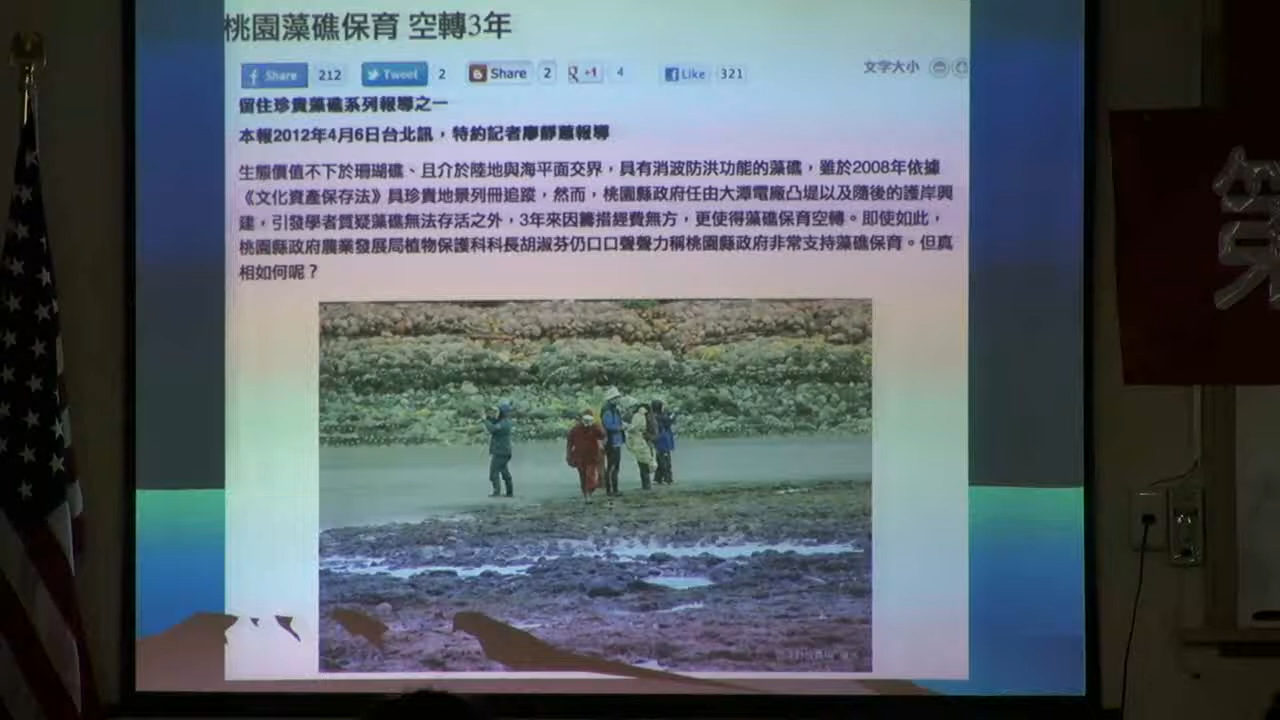 桃園藻礁保育 空轉3年
Share 212 Tweet 2 Share 2 +1 4 Like 321 文字大小
留住珍貴藻礁系列報導之一
本報2012年4月6日台北訊，特約記者廖靜蕙報導
生態價值不下於珊瑚礁、且介於陸地與海平面交界，具有消波防洪功能的藻礁，雖於2008年依據
《文化資產保存法》具珍貴地景列冊追蹤，然而，桃園縣政府任由大潭電廠凸堤以及隨後的護岸興
建，引發學者質疑藻礁無法存活之外，3年來因籌措經費無方，更使得藻礁保育空轉。即使如此，
桃園縣政府農業發展局植物保護科科長胡淑芬仍口口聲聲力稱桃園縣政府非常支持藻礁保育。但真
相如何呢？
第